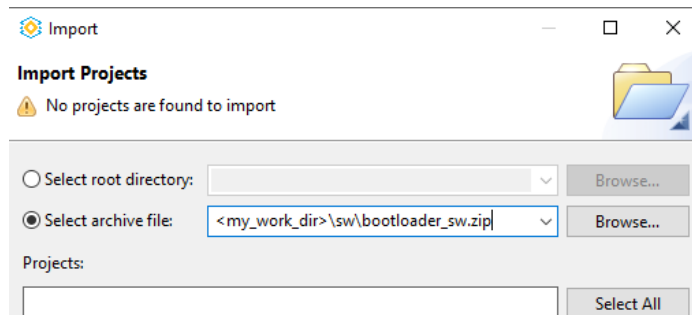 Import
Import Projects
No projects are found to import
Select root directory:
Browse...
Select archive file:
<my_work_dir>\sw\bootloader_sw.zip
Browse...
Projects:
Select All